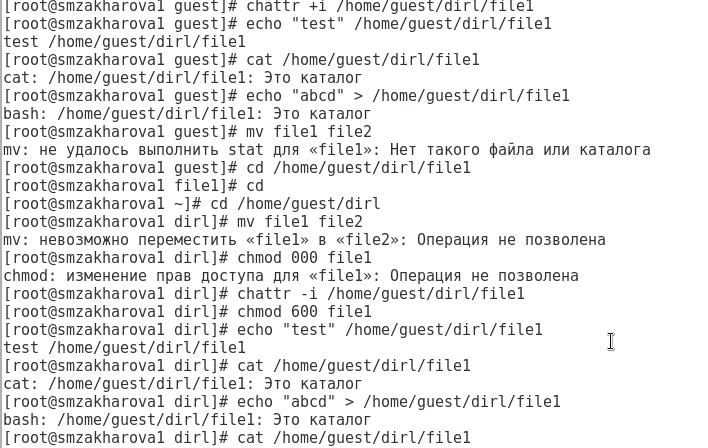 [root@smzakharova1 guest]# chattr +i /home/guest/dirl/file1
[root@smzakharova1 guest]# echo "test" /home/guest/dirl/file1
test /home/guest/dirl/file1
[root@smzakharova1 guest]# cat /home/guest/dirl/file1
cat: /home/guest/dirl/file1: Это каталог
[root@smzakharova1 guest]# echo "abcd" > /home/guest/dirl/file1
bash: /home/guest/dirl/file1: Это каталог
[root@smzakharova1 guest]# mv file1 file2
mv: не удалось выполнить stat для «file1»: Нет такого файла или каталога
[root@smzakharova1 guest]# cd /home/guest/dirl/file1
[root@smzakharova1 file1]# cd
[root@smzakharova1 ~]# cd /home/guest/dirl
[root@smzakharova1 dirl]# mv file1 file2
mv: невозможно переместить «file1» в «file2»: Операция не позволена
[root@smzakharova1 dirl]# chmod 000 file1
chmod: изменение прав доступа для «file1»: Операция не позволена
[root@smzakharova1 dirl]# chattr -i /home/guest/dirl/file1
[root@smzakharova1 dirl]# chmod 600 file1
[root@smzakharova1 dirl]# echo "test" /home/guest/dirl/file1
test /home/guest/dirl/file1
[root@smzakharova1 dirl]# cat /home/guest/dirl/file1
cat: /home/guest/dirl/file1: Это каталог
[root@smzakharova1 dirl]# echo "abcd" > /home/guest/dirl/file1
bash: /home/guest/dirl/file1: Это каталог
[root@smzakharova1 dirl]# cat /home/guest/dirl/file1